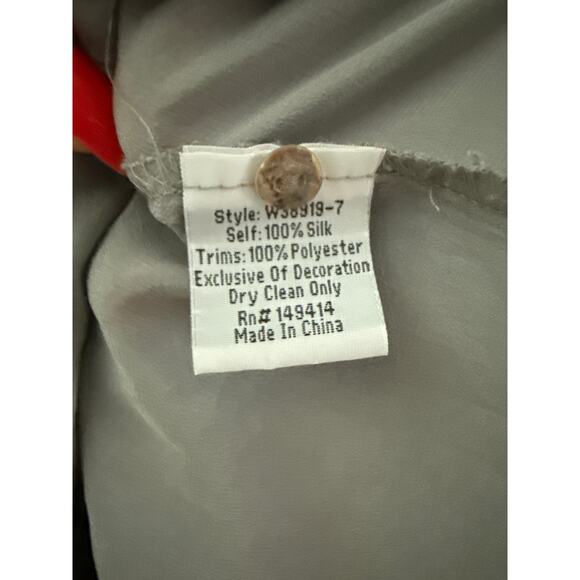 Style: W38919-7
Self: 100% Silk
Trims: 100% Polyester
Exclusive Of Decoration
Dry Clean Only
Rn# 149414
Made In China